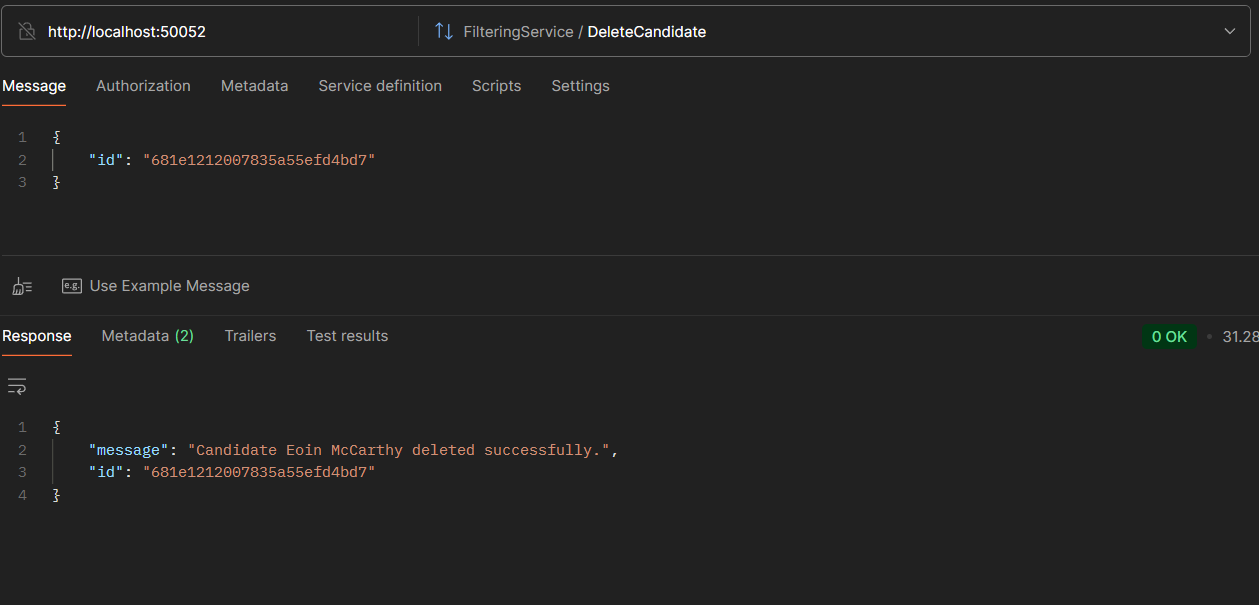 http://localhost:50052 FilteringService / DeleteCandidate
Message Authorization Metadata Service definition Scripts Settings
1 {
2 "id": "681e1212007835a55efd4bd7"
3 }
e.g. Use Example Message
Response Metadata (2) Trailers Test results 0 OK • 31.28
1 {
2 "message": "Candidate Eoin McCarthy deleted successfully.",
3 "id": "681e1212007835a55efd4bd7"
4 }